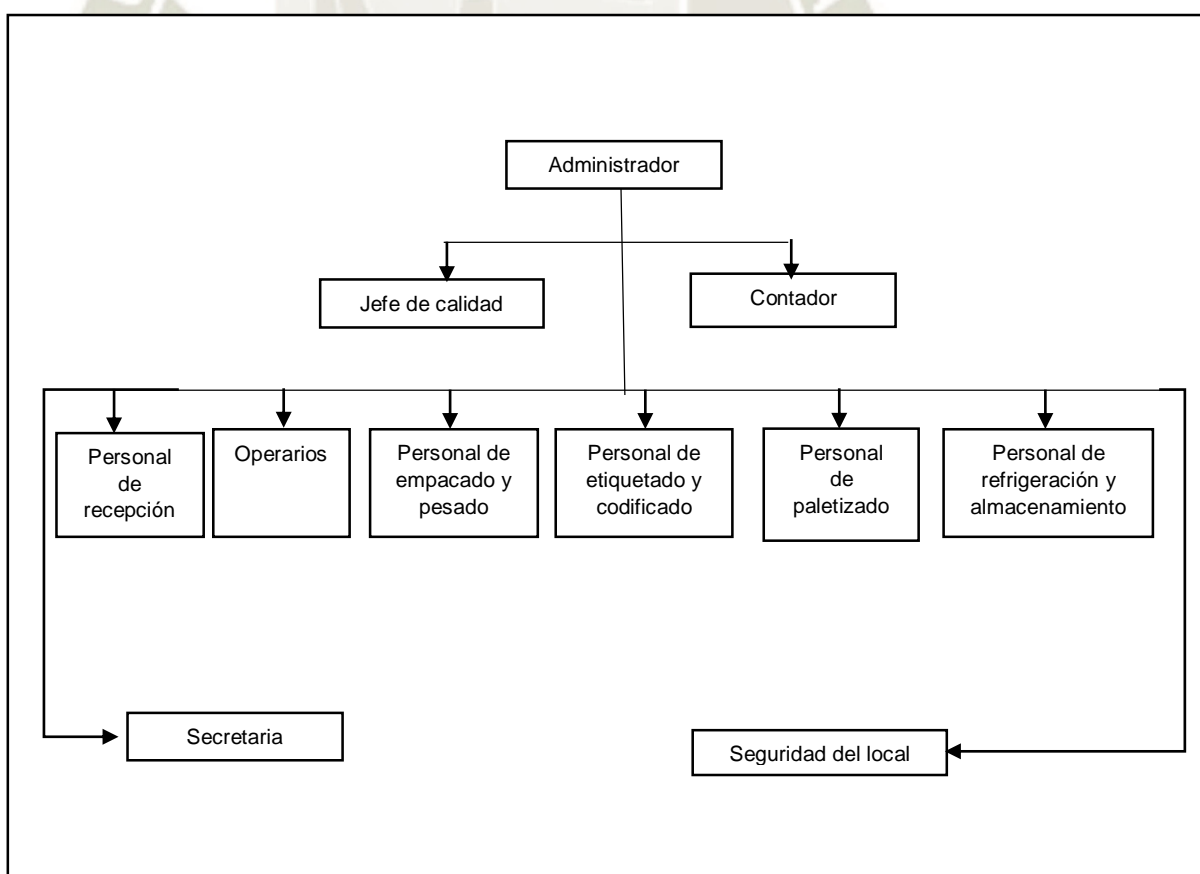 Administrador
Jefe de calidad
Contador
Personal
de
recepción
Operarios
Personal de
empacado y
pesado
Personal de
etiquetado y
codificado
Personal
de
paletizado
Personal de
refrigeración y
almacenamiento
Secretaria
Seguridad del local